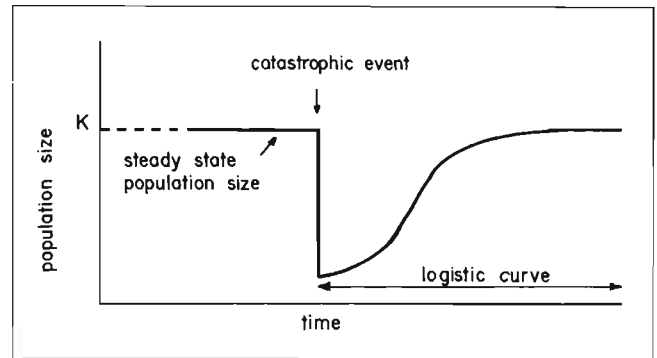 catastrophic event
K
steady state
population size
population size
logistic curve
time